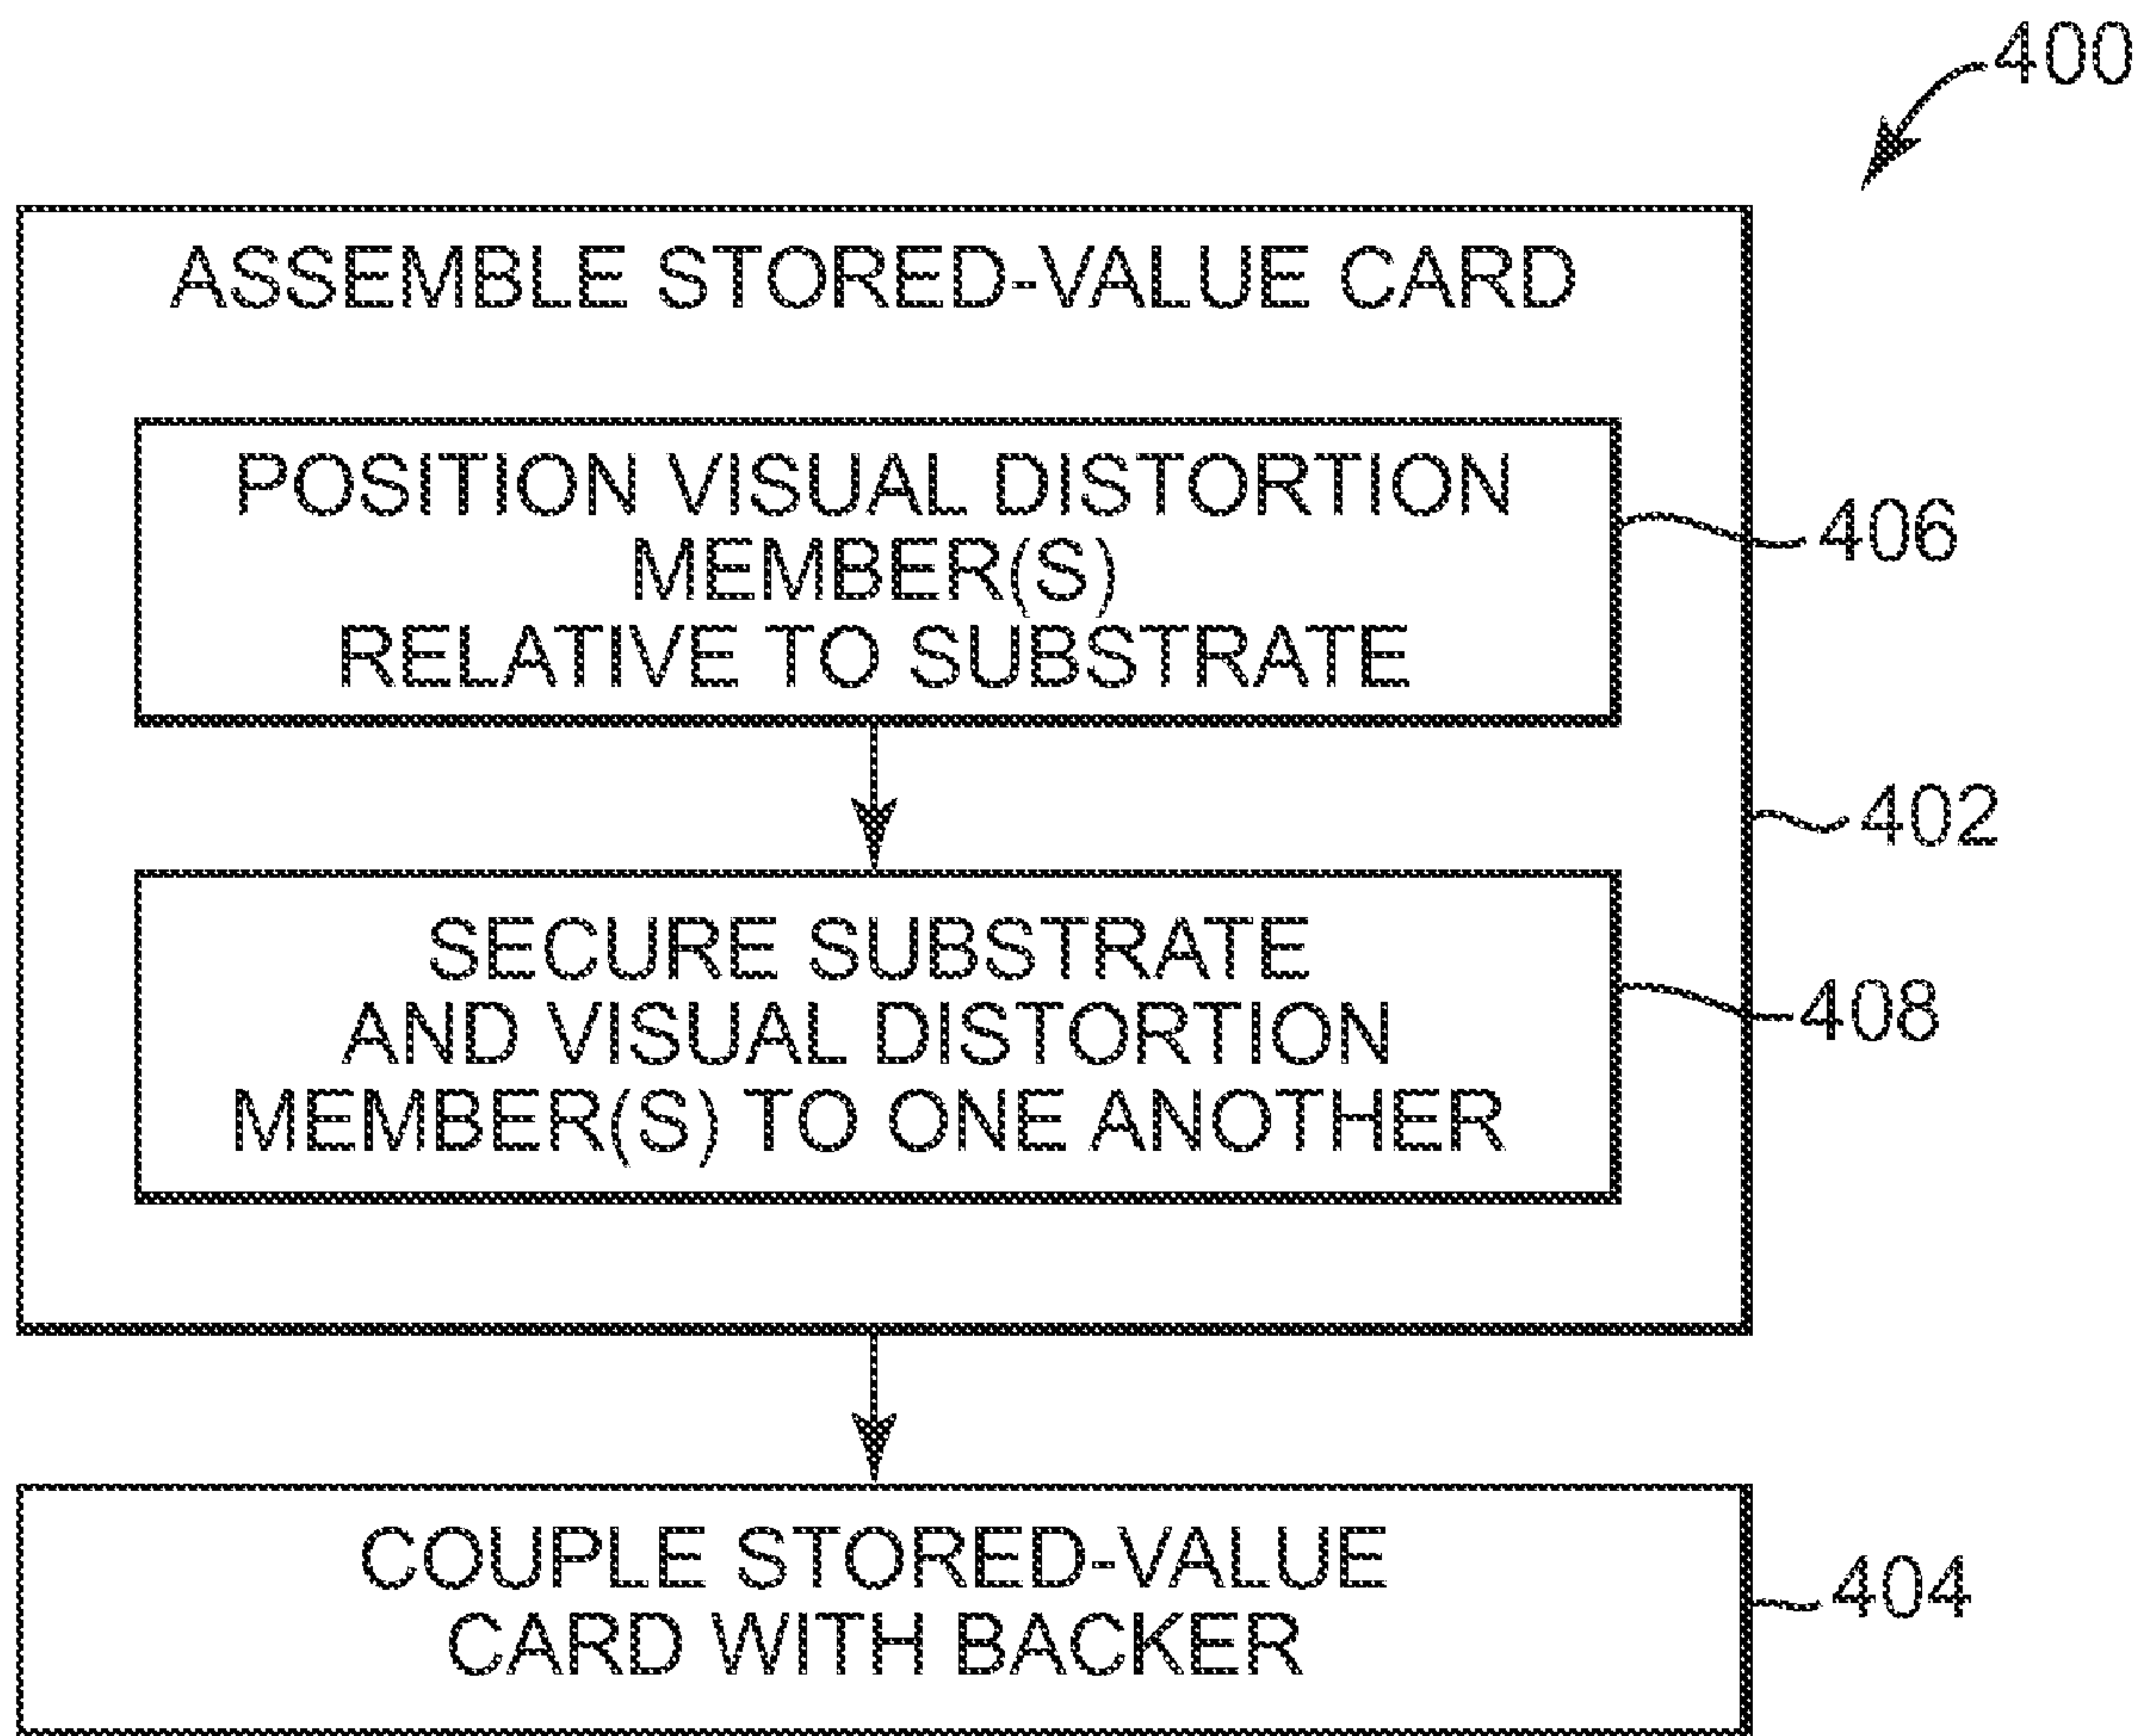 400
ASSEMBLE STORED-VALUE CARD
POSITION VISUAL DISTORTION
MEMBER(S)
RELATIVE TO SUBSTRATE
406
402
SECURE SUBSTRATE
AND VISUAL DISTORTION
MEMBER(S) TO ONE ANOTHER
408
COUPLE STORED-VALUE
CARD WITH BACKER
404